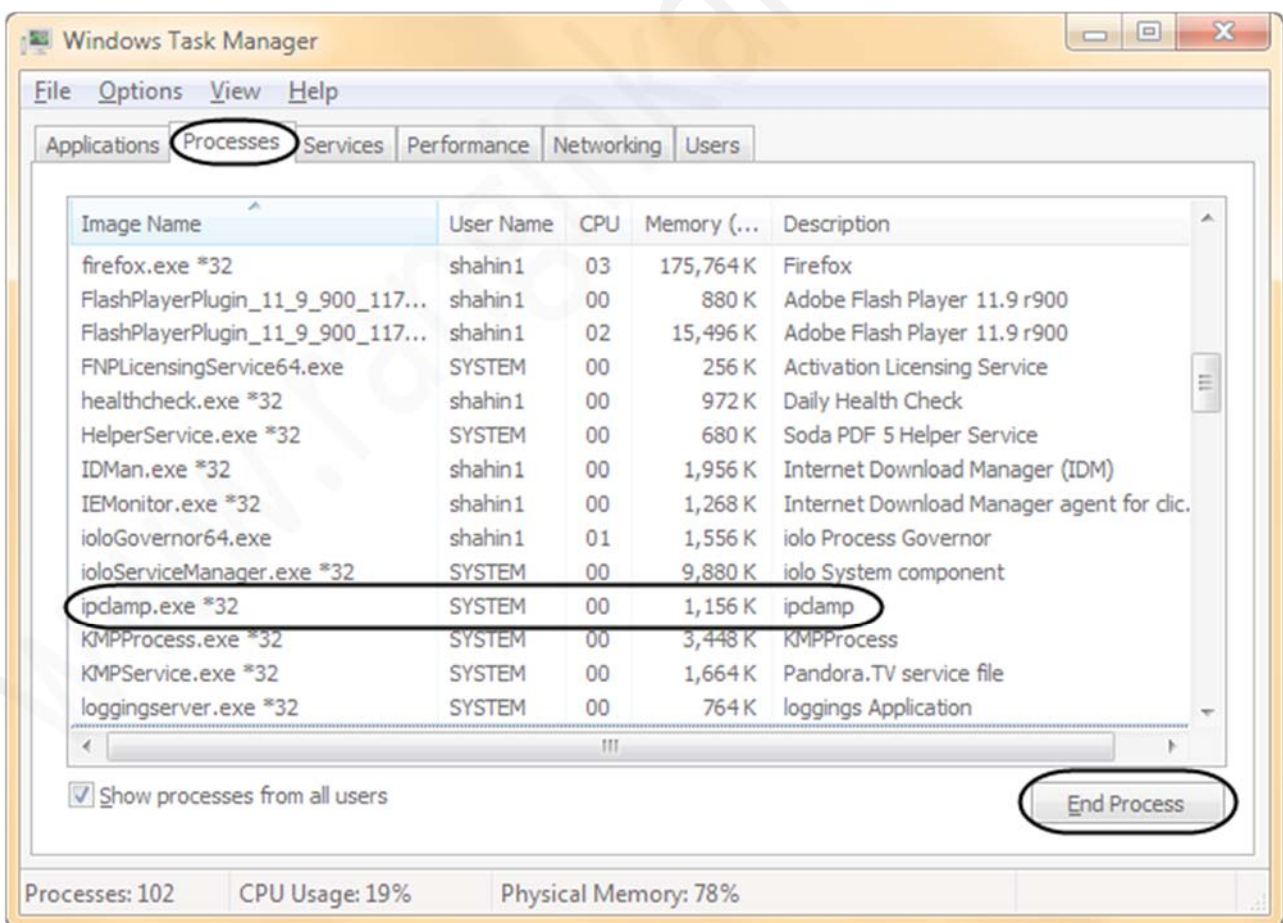 Windows Task Manager
File Options View Help
Applications Processes Services Performance Networking Users
Image Name User Name CPU Memory (... Description
firefox.exe *32 shahin1 03 175,764 K Firefox
FlashPlayerPlugin_11_9_900_117... shahin1 00 880 K Adobe Flash Player 11.9 r900
FlashPlayerPlugin_11_9_900_117... shahin1 02 15,496 K Adobe Flash Player 11.9 r900
FNPLicensingService64.exe SYSTEM 00 256 K Activation Licensing Service
healthcheck.exe *32 shahin1 00 972 K Daily Health Check
HelperService.exe *32 SYSTEM 00 680 K Soda PDF 5 Helper Service
IDMan.exe *32 shahin1 00 1,956 K Internet Download Manager (IDM)
IEMonitor.exe *32 shahin1 00 1,268 K Internet Download Manager agent for clic.
ioloGovernor64.exe shahin1 01 1,556 K iolo Process Governor
ioloServiceManager.exe *32 SYSTEM 00 9,880 K iolo System component
ipclamp.exe *32 SYSTEM 00 1,156 K ipclamp
KMPProcess.exe *32 SYSTEM 00 3,448 K KMPProcess
KMPService.exe *32 SYSTEM 00 1,664 K Pandora.TV service file
loggingserver.exe *32 SYSTEM 00 764 K loggings Application
Show processes from all users
End Process
Processes: 102 CPU Usage: 19% Physical Memory: 78%